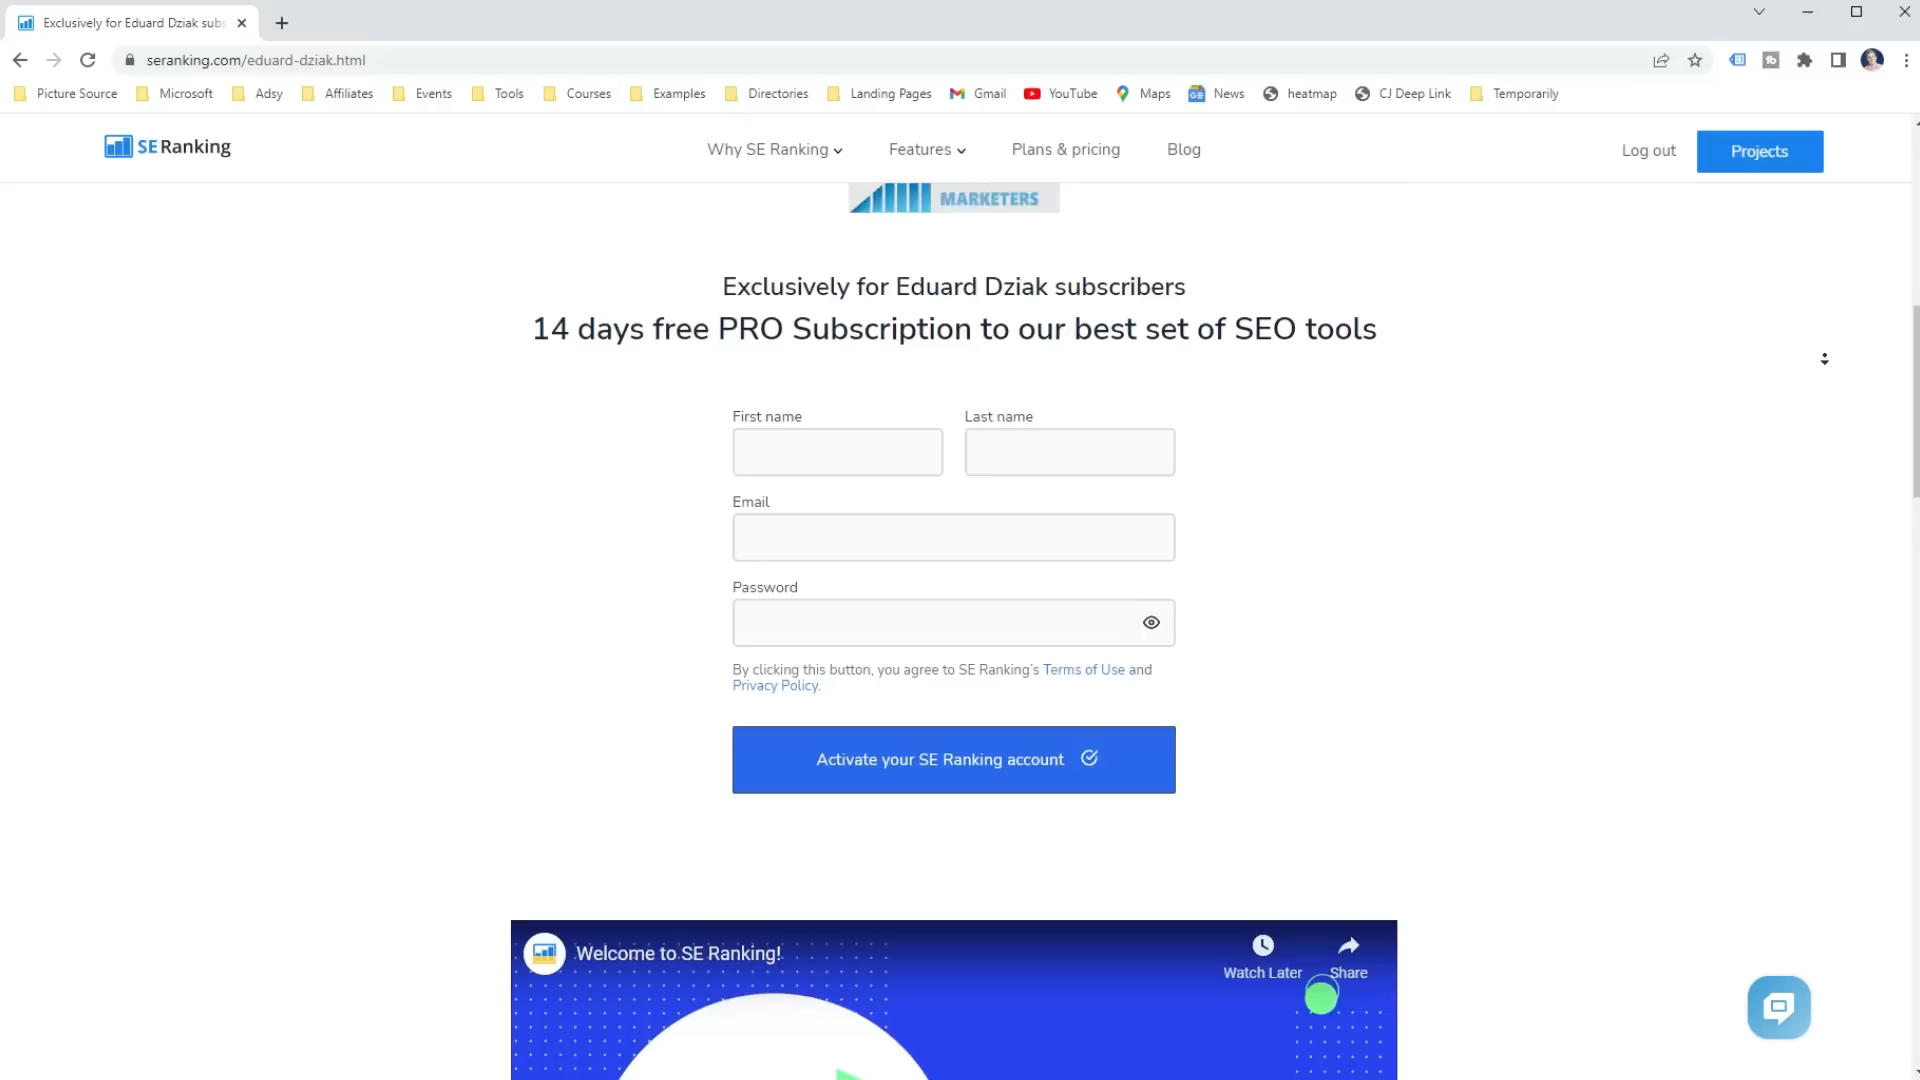 Exclusively for Eduard Dziak subs
seranking.com/eduard-dziak.html
Picture Source Microsoft Adsy Affiliates Events Tools Courses Examples Directories Landing Pages Gmail YouTube Maps News heatmap CJ Deep Link Temporarily
SE Ranking Why SE Ranking Features Plans & pricing Blog Log out Projects
MARKETERS
Exclusively for Eduard Dziak subscribers
14 days free PRO Subscription to our best set of SEO tools
First name Last name
Email
Password
By clicking this button, you agree to SE Ranking's Terms of Use and
Privacy Policy.
Activate your SE Ranking account
Welcome to SE Ranking!
Watch Later Share